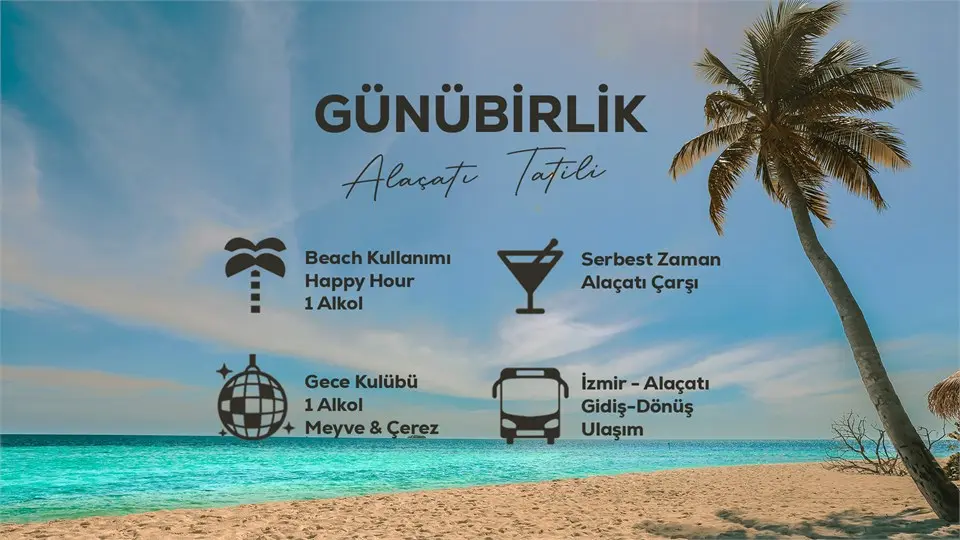 GÜNÜBİRLİK
Alaçatı Tatili
Beach Kullanımı
Happy Hour
1 Alkol
Serbest Zaman
Alaçatı Çarşı
Gece Kulübü
1 Alkol
Meyve & Çerez
İzmir - Alaçatı
Gidiş-Dönüş
Ulaşım